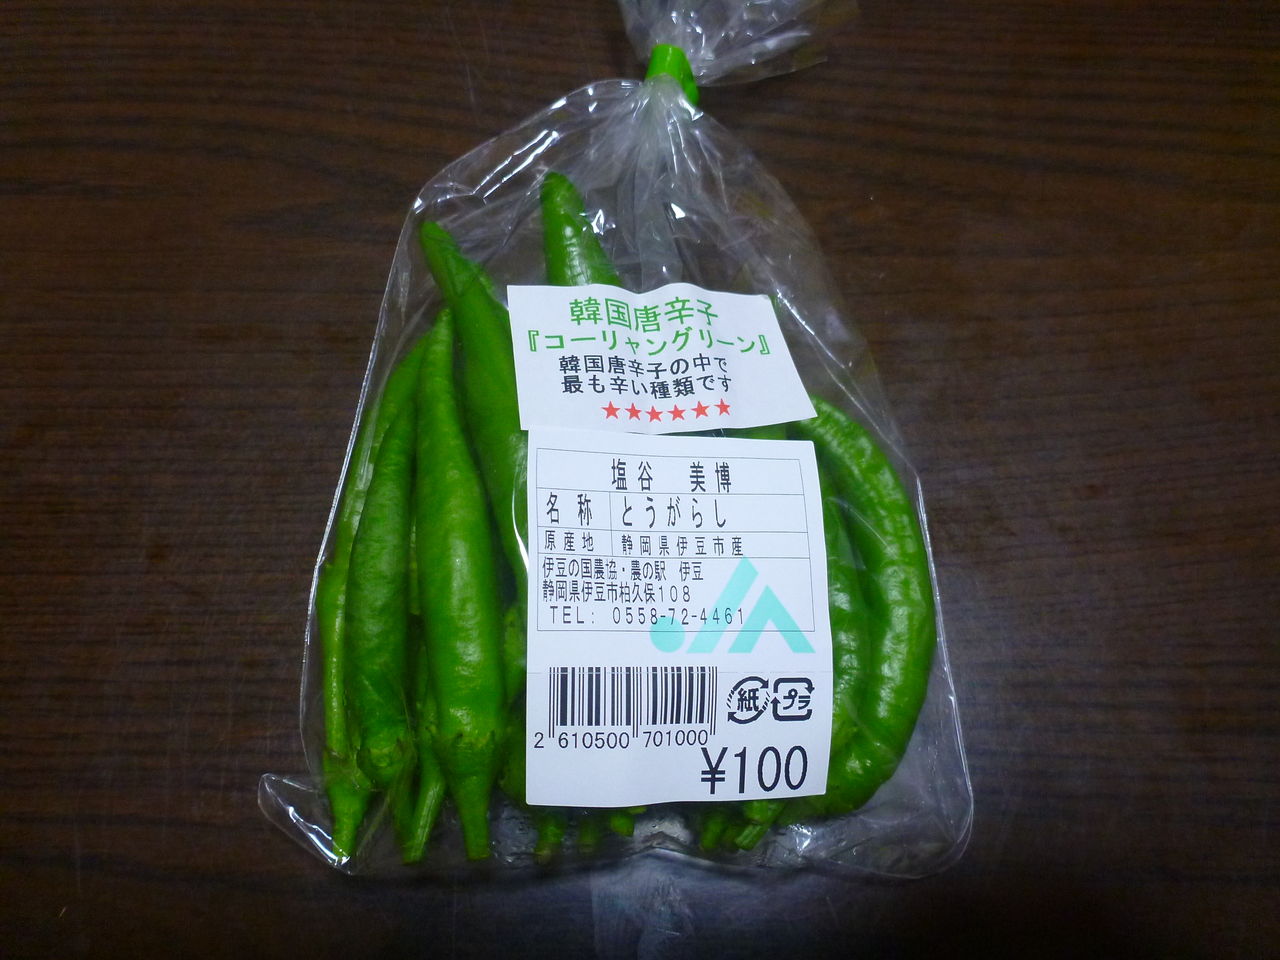 韓国唐辛子
『コーリャングリーン』
韓国唐辛子の中で
最も辛い種類です
★★★★★★
塩谷 美博
名称 とうがらし
原産地 静岡県伊豆市産
伊豆の国農協・農の駅 伊豆
静岡県伊豆市柏久保108
TEL: 0558-72-4461
JA
紙 プラ
2 610500 701000
¥100